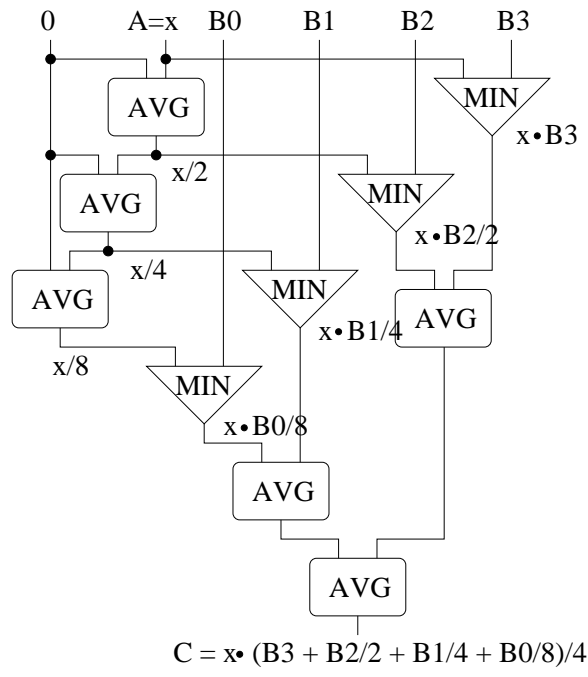 0 A=x B0 B1 B2 B3
AVG MIN
x•B3
x/2 MIN
AVG
x•B2/2
x/4
AVG MIN AVG
x•B1/4
x/8 MIN
x•B0/8
AVG
AVG
C = x• (B3 + B2/2 + B1/4 + B0/8)/4